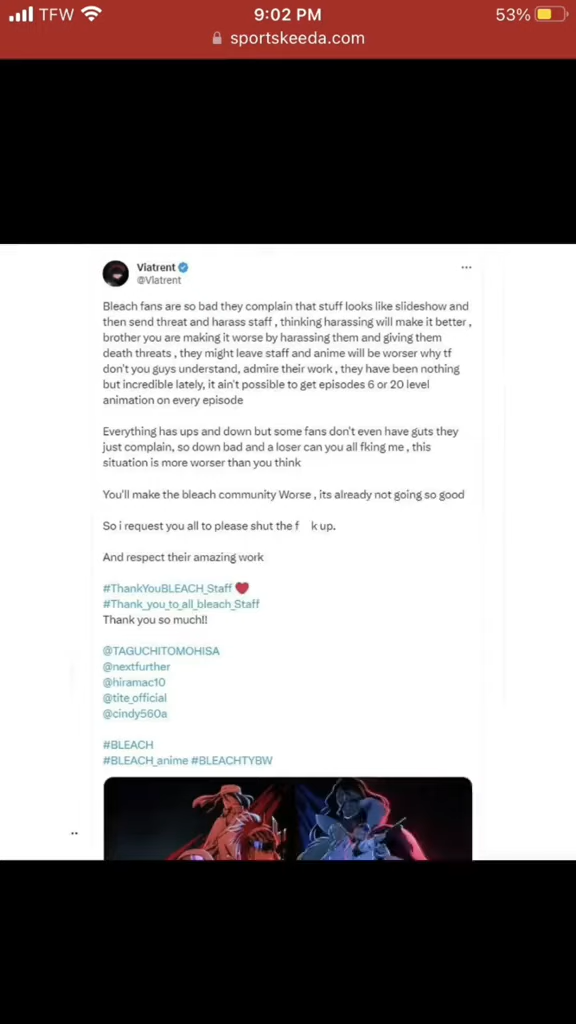 TFW
9:02 PM
53%
sportskeeda.com
Viatrent
@Vlatrent
Bleach fans are so bad they complain that stuff looks like slideshow and
then send threat and harass staff , thinking harassing will make it better ,
brother you are making it worse by harassing them and giving them
death threats , they might leave staff and anime will be worser why tf
don't you guys understand, admire their work , they have been nothing
but incredible lately, it ain't possible to get episodes 6 or 20 level
animation on every episode
Everything has ups and down but some fans don't even have guts they
just complain, so down bad and a loser can you all fking me , this
situation is more worser than you think
You'll make the bleach community Worse , its already not going so good
So i request you all to please shut the f k up.
And respect their amazing work
#ThankYouBLEACH_Staff ❤️
#Thank_you_to_all_bleach_Staff
Thank you so much!!
@TAGUCHITOMOHISA
@nextfurther
@hiramac10
@tite_official
@cindy560a
#BLEACH
#BLEACH_anime #BLEACHTYBW